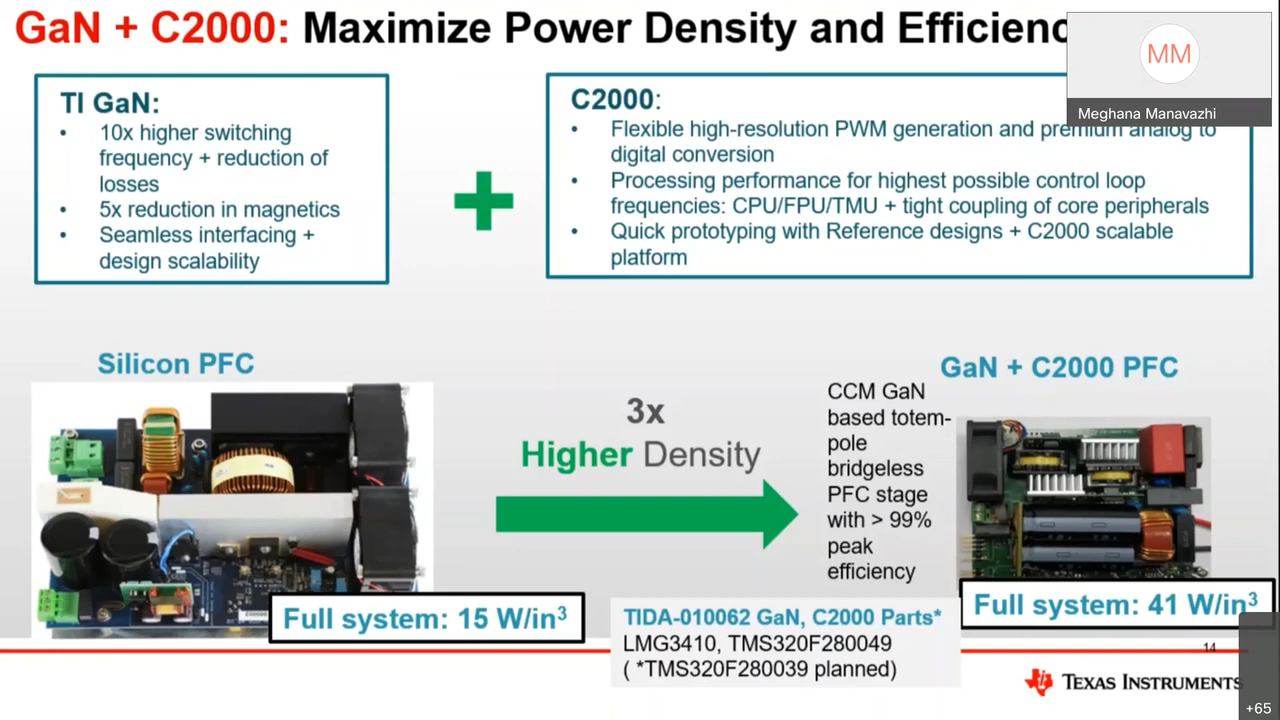 GaN + C2000: Maximize Power Density and Efficienc
MM
Meghana Manavazhi
TI GaN:
• 10x higher switching
frequency + reduction of
losses
• 5x reduction in magnetics
• Seamless interfacing +
design scalability
C2000:
• Flexible high-resolution PWM generation and premium analog to
digital conversion
• Processing performance for highest possible control loop
frequencies: CPU/FPU/TMU + tight coupling of core peripherals
• Quick prototyping with Reference designs + C2000 scalable
platform
Silicon PFC
3x
Higher Density
GaN + C2000 PFC
CCM GaN
based totem-
pole
bridgeless
PFC stage
with > 99%
peak
efficiency
Full system: 15 W/in³
Full system: 41 W/in³
TIDA-010062 GaN, C2000 Parts*
LMG3410, TMS320F280049
( *TMS320F280039 planned)
14
TEXAS INSTRUMENTS
+65